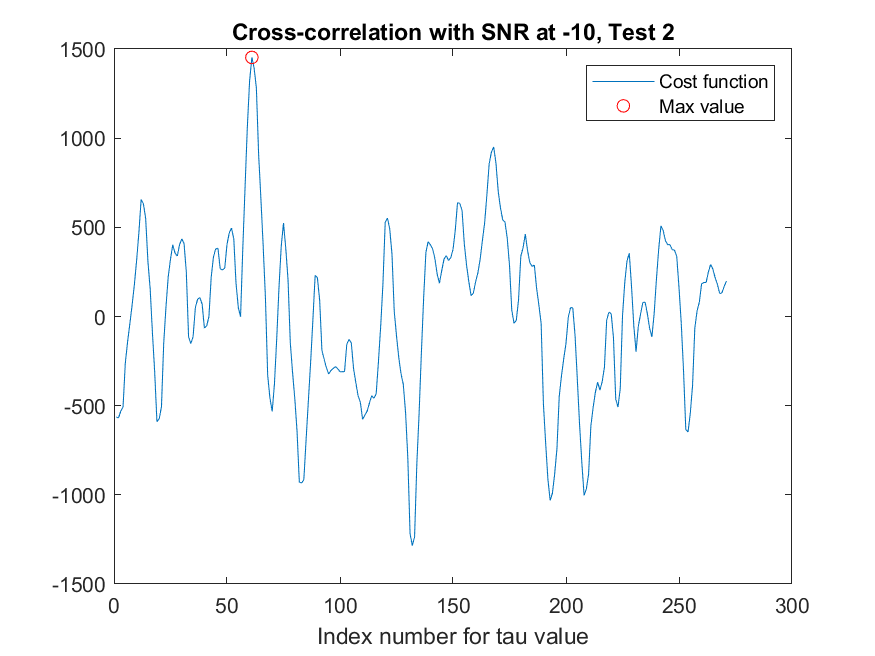 Cross-correlation with SNR at -10, Test 2
1500
1000
500
0
-500
-1000
-1500
Cost function
Max value
0 50 100 150 200 250 300
Index number for tau value